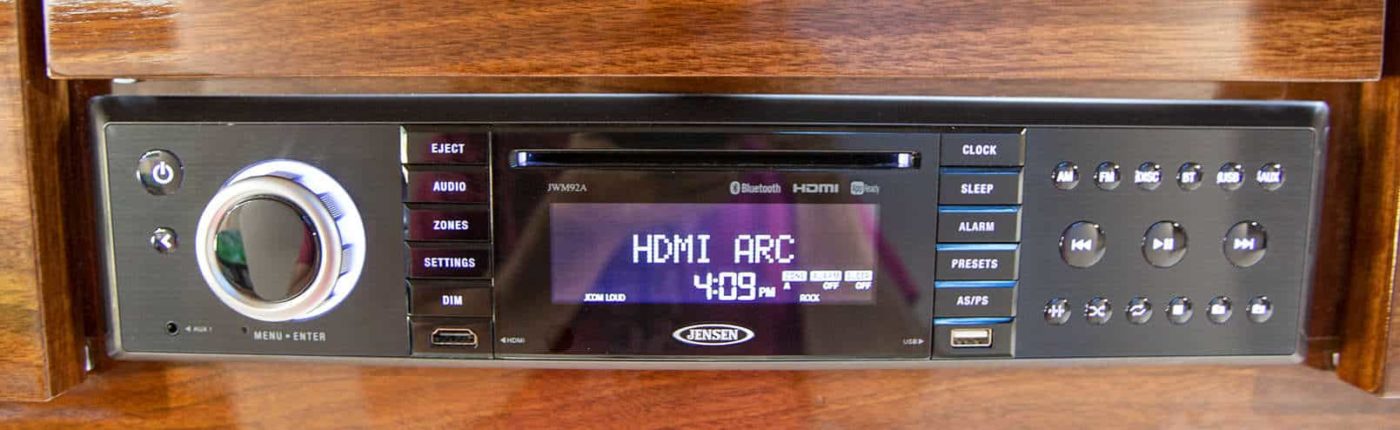 EJECT
AUDIO
ZONES
SETTINGS
DIM
AUX 1
MENU • ENTER
JWM92A
Bluetooth HDMI App Ready
HDMI ARC
4:09 PM
ZONE ALARM SLEEP
A OFF OFF
LOUD ROCK
JENSEN
HDMI
USB
CLOCK
SLEEP
ALARM
PRESETS
AS/PS
AM FM DISC BT USB AUX